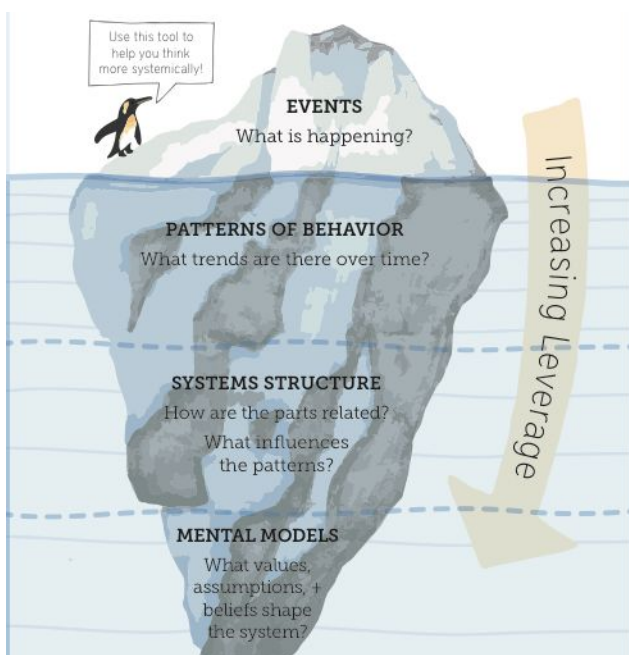 Use this tool to
help you think
more systemically!
EVENTS
What is happening?
PATTERNS OF BEHAVIOR
What trends are there over time?
SYSTEMS STRUCTURE
How are the parts related?
What influences
the patterns?
MENTAL MODELS
What values,
assumptions, +
beliefs shape
the system?
Increasing Leverage